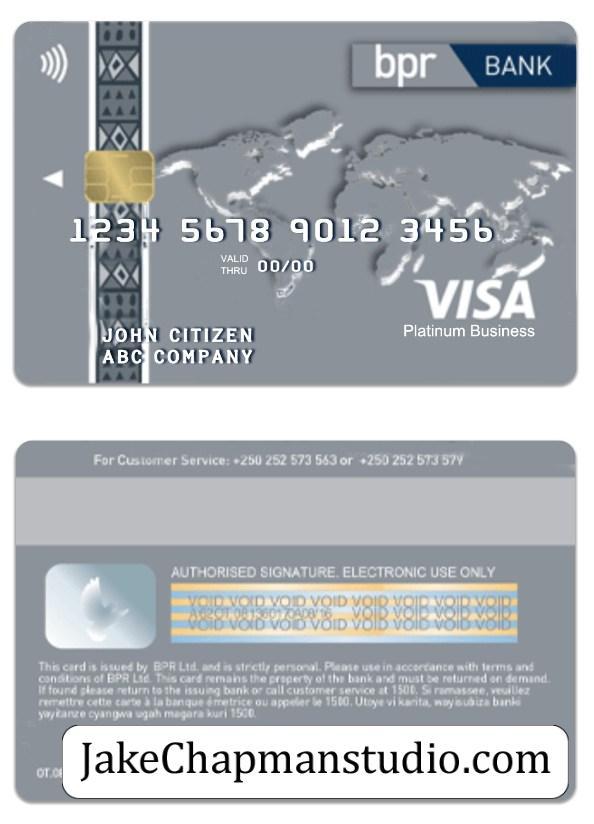 bpr BANK
1234 5678 9012 3456
VALID
THRU 00/00
VISA
Platinum Business
JOHN CITIZEN
ABC COMPANY
For Customer Service: +250 252 573 563 or +250 252 573 579
AUTHORISED SIGNATURE. ELECTRONIC USE ONLY
VOID VOID VOID VOID VOID VOID VOID VOID
VOID VOID VOID VOID VOID VOID VOID VOID
This card is issued by BPR Ltd. and is strictly personal. Please use in accordance with terms and
conditions of BPR Ltd. This card remains the property of the bank and must be returned on demand.
If found please return to the issuing bank or call customer service at 1500. Si ramassee, veuillez
remettre cette carte à la banque émetrice ou appeler le 1500. Utoye vi karita, wayisubiza banki
yayitanze cyangwa ugah magara kuri 1500.
JakeChapmanstudio.com